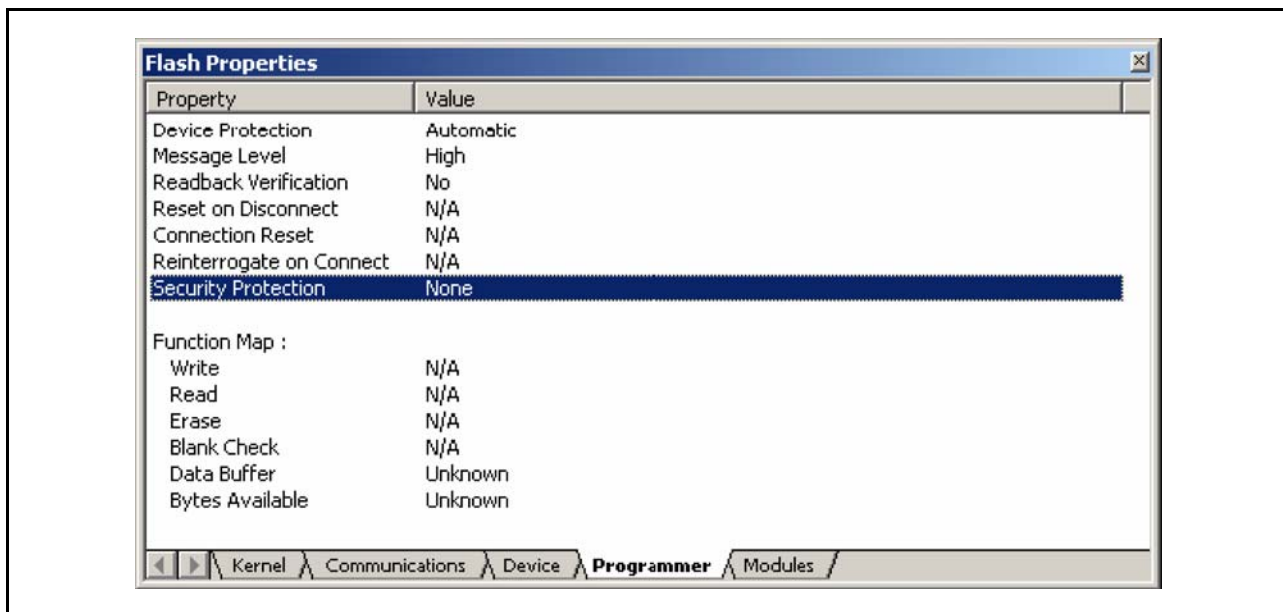 Flash Properties
Property Value
Device Protection Automatic
Message Level High
Readback Verification No
Reset on Disconnect N/A
Connection Reset N/A
Reinterrogate on Connect N/A
Security Protection None
Function Map :
Write N/A
Read N/A
Erase N/A
Blank Check N/A
Data Buffer Unknown
Bytes Available Unknown
Kernel Communications Device Programmer Modules